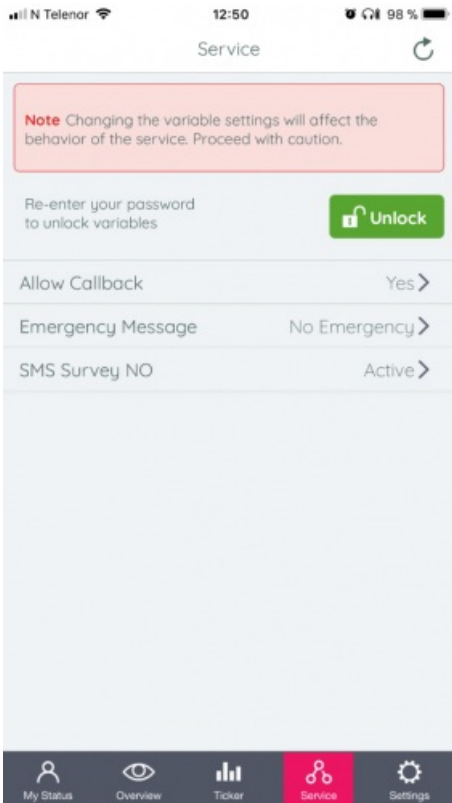 N Telenor 12:50 98 %
Service
Note Changing the variable settings will affect the
behavior of the service. Proceed with caution.
Re-enter your password
to unlock variables
Unlock
Allow Callback Yes
Emergency Message No Emergency
SMS Survey NO Active
My Status Overview Ticker Service Settings